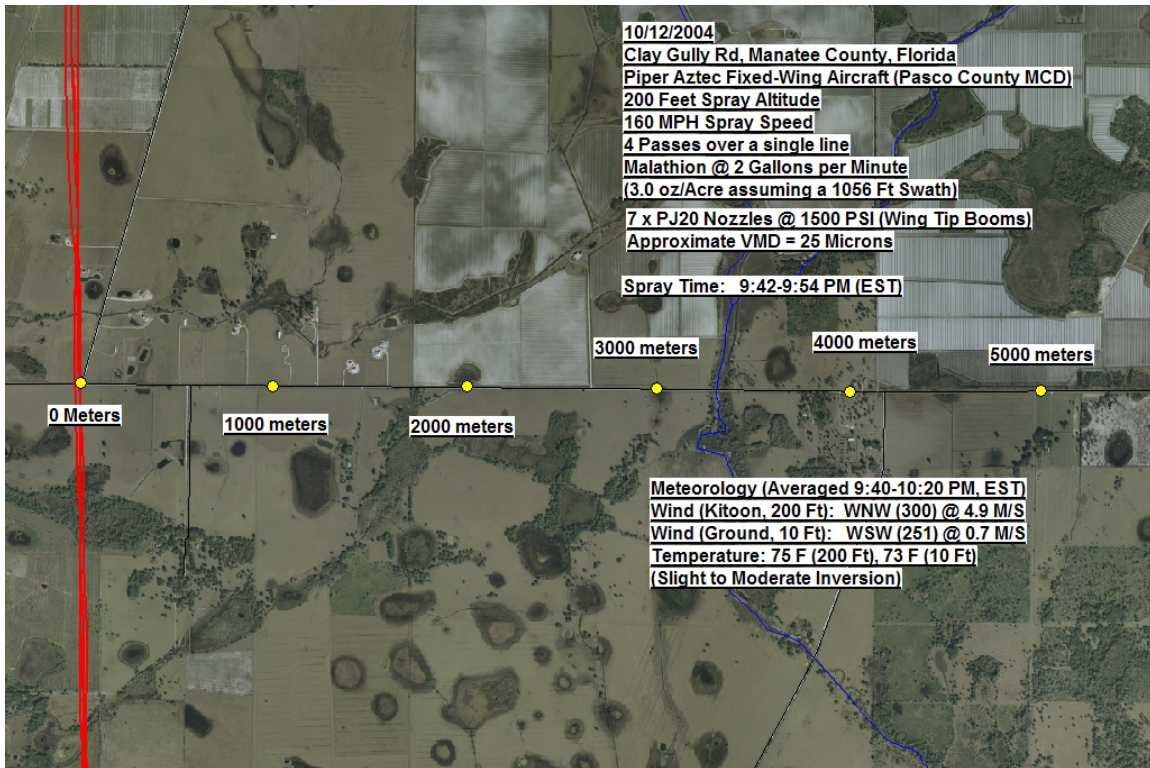 10/12/2004
Clay Gully Rd, Manatee County, Florida
Piper Aztec Fixed-Wing Aircraft (Pasco County MCD)
200 Feet Spray Altitude
160 MPH Spray Speed
4 Passes over a single line
Malathion @ 2 Gallons per Minute
(3.0 oz/Acre assuming a 1056 Ft Swath)
7 x PJ20 Nozzles @ 1500 PSI (Wing Tip Booms)
Approximate VMD = 25 Microns
Spray Time: 9:42-9:54 PM (EST)
0 Meters
1000 meters
2000 meters
3000 meters
4000 meters
5000 meters
Meteorology (Averaged 9:40-10:20 PM, EST)
Wind (Kitoon, 200 Ft): WNW (300) @ 4.9 M/S
Wind (Ground, 10 Ft): WSW (251) @ 0.7 M/S
Temperature: 75 F (200 Ft), 73 F (10 Ft)
(Slight to Moderate Inversion)